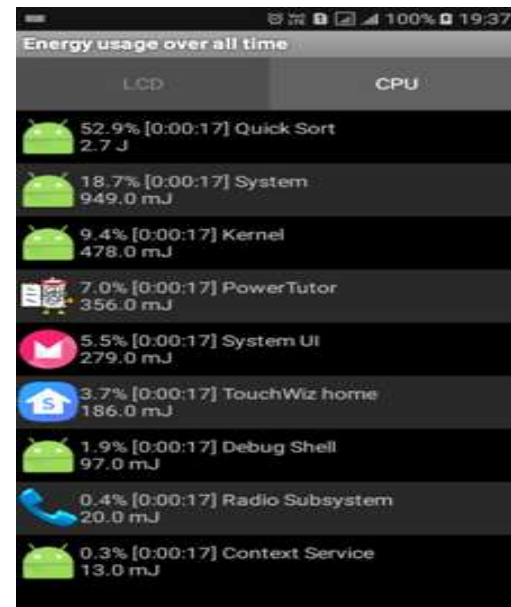 100% 19:37
Energy usage over all time
LCD CPU
52.9% [0:00:17] Quick Sort
2.7 J
18.7% [0:00:17] System
949.0 mJ
9.4% [0:00:17] Kernel
478.0 mJ
7.0% [0:00:17] PowerTutor
356.0 mJ
5.5% [0:00:17] System UI
279.0 mJ
3.7% [0:00:17] TouchWiz home
186.0 mJ
1.9% [0:00:17] Debug Shell
97.0 mJ
0.4% [0:00:17] Radio Subsystem
20.0 mJ
0.3% [0:00:17] Context Service
13.0 mJ